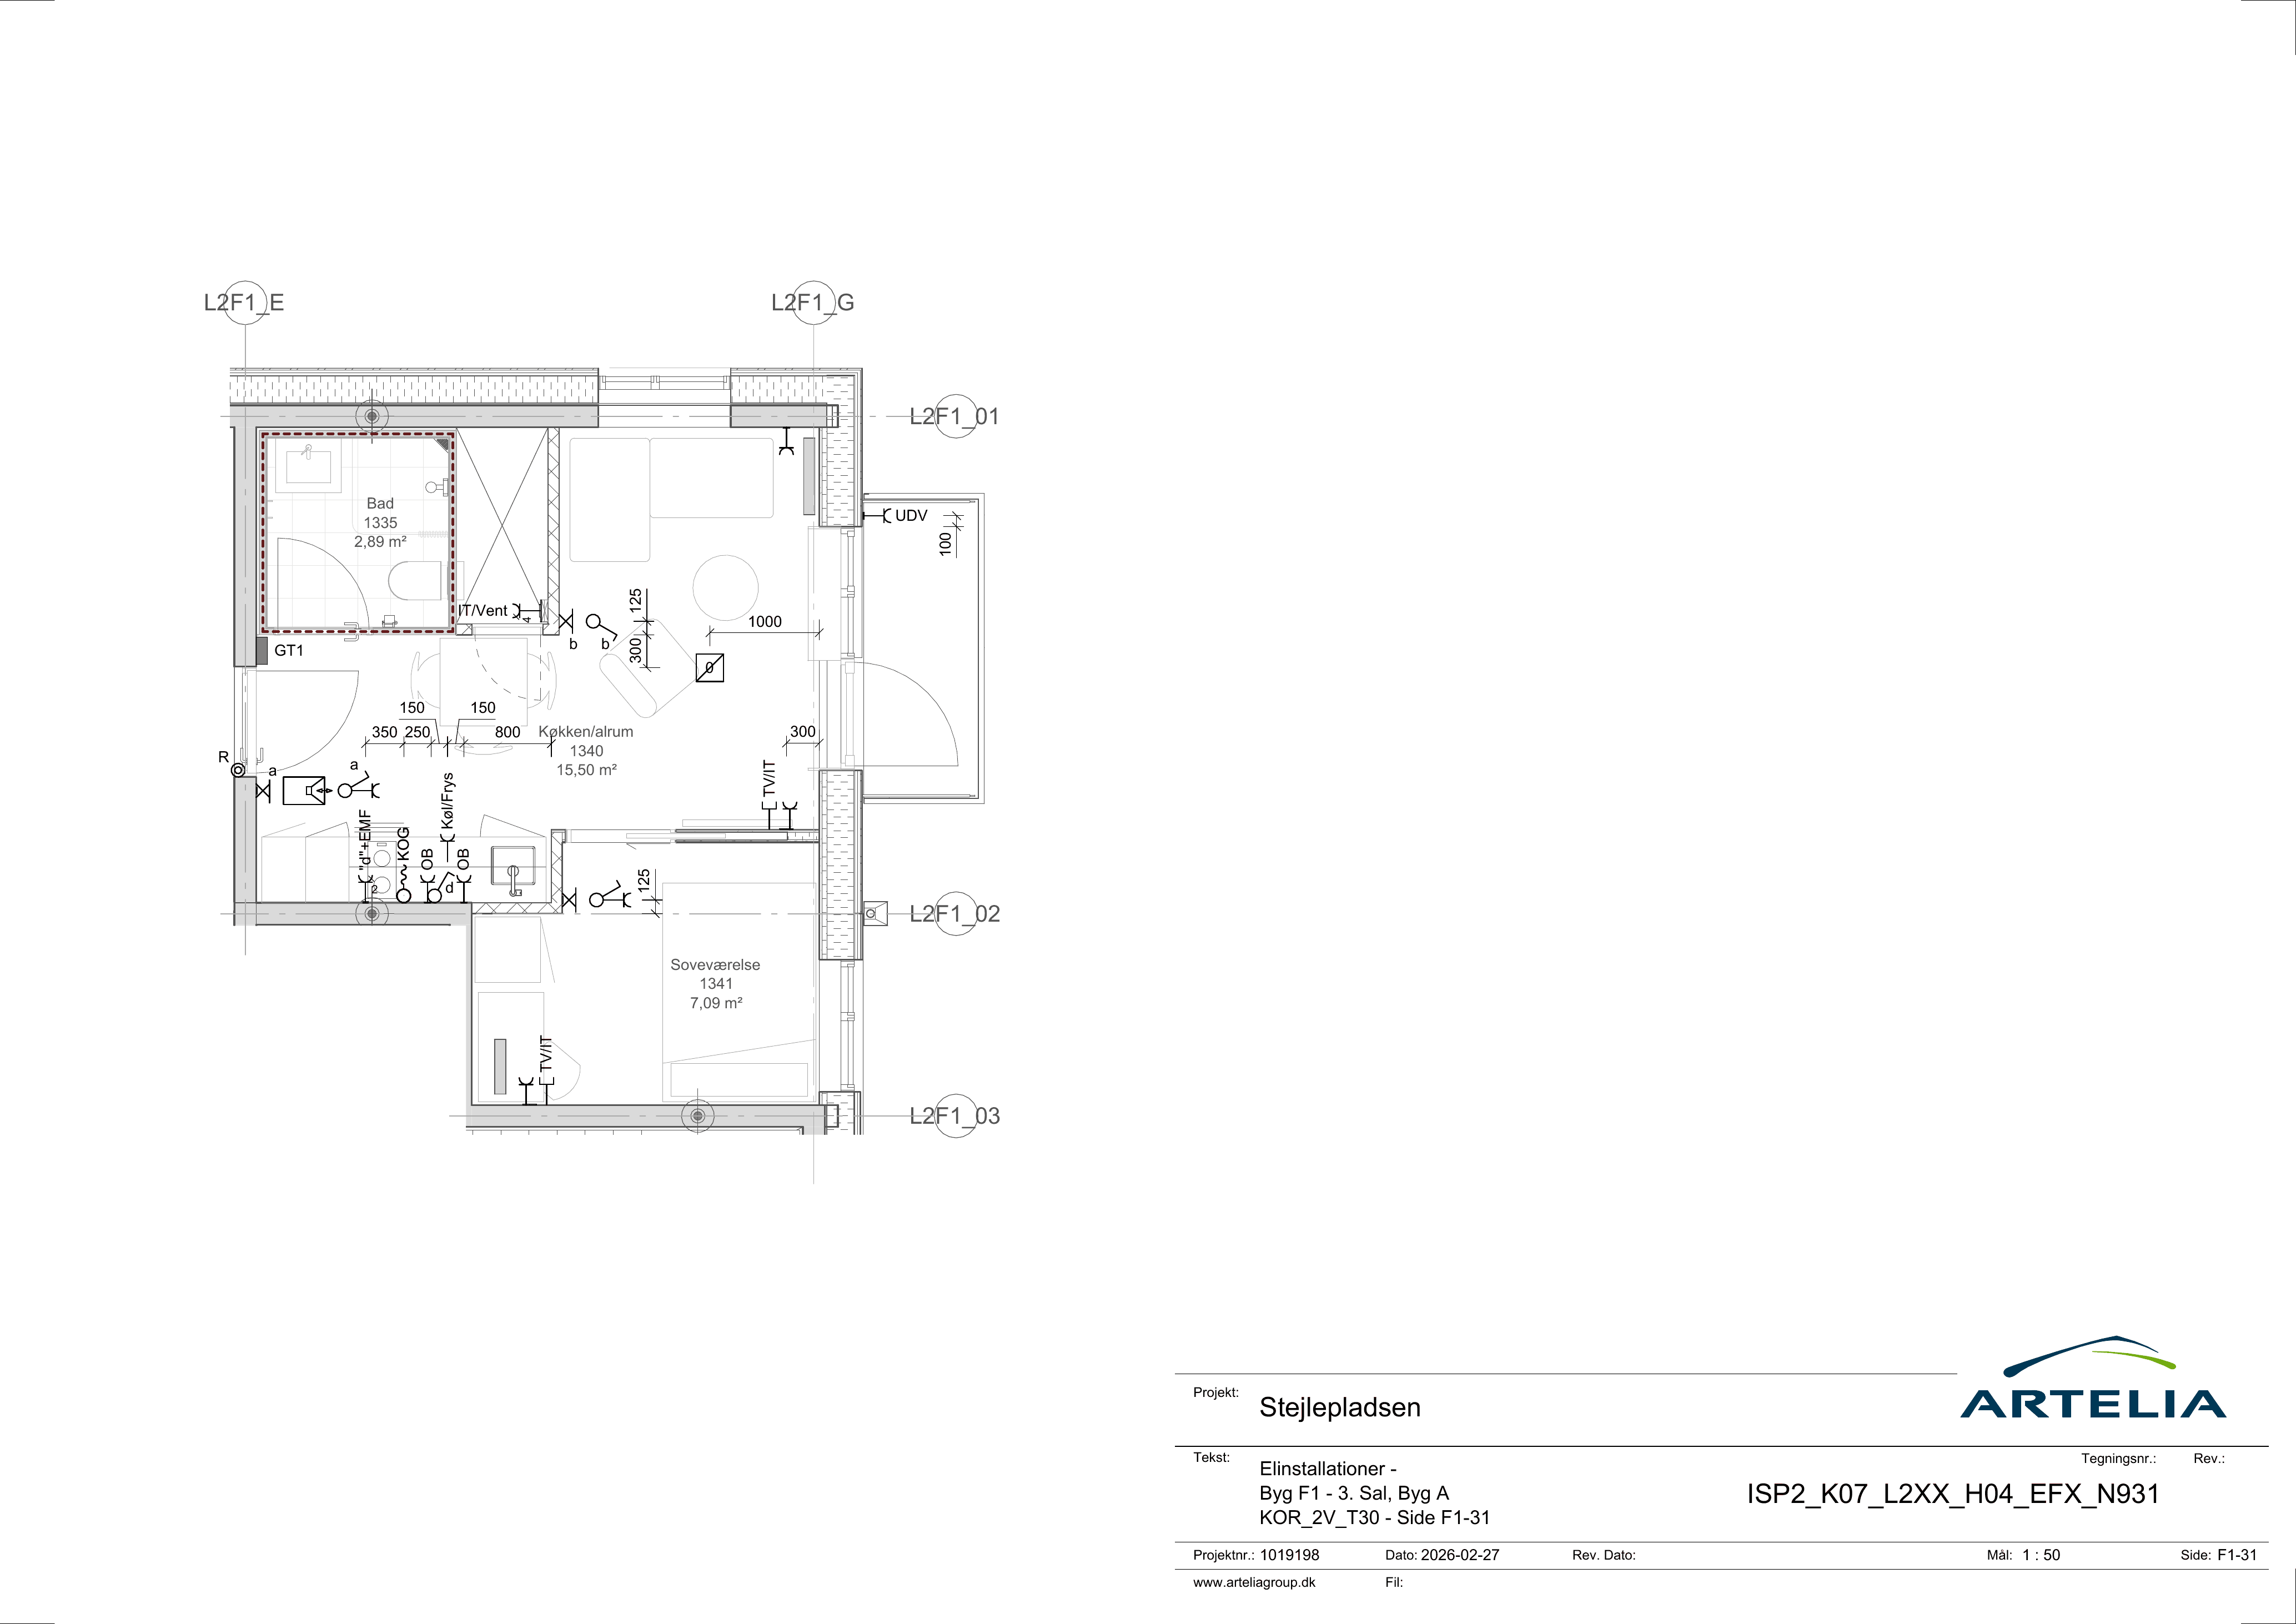 L2F1_E
L2F1_G
L2F1_01
Bad
1335
2,89 m²
UDV
100
IT/Vent
4
125
b
b
300
1000
0
GT1
150
150
350
250
800
Køkken/alrum
1340
15,50 m²
300
R
a
a
TV/IT
"d"+EMF
2
KOG
OB
Køl/Frys
d
OB
125
L2F1_02
Soveværelse
1341
7,09 m²
TV/IT
L2F1_03
ARTELIA
Projekt:
Stejlepladsen
Tekst:
Elinstallationer -
Byg F1 - 3. Sal, Byg A
KOR_2V_T30 - Side F1-31
Tegningsnr.:
Rev.:
ISP2_K07_L2XX_H04_EFX_N931
Projektnr.: 1019198
Dato: 2026-02-27
Rev. Dato:
Mål: 1 : 50
Side: F1-31
www.arteliagroup.dk
Fil: